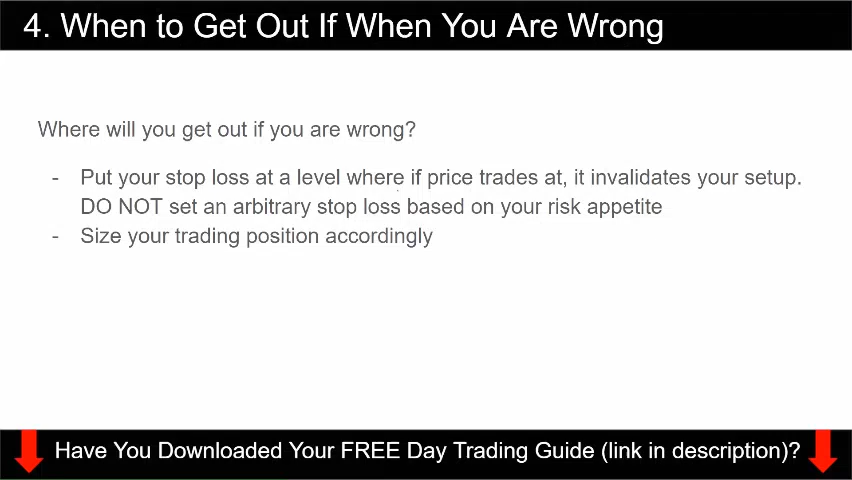 4. When to Get Out If When You Are Wrong
Where will you get out if you are wrong?
- Put your stop loss at a level where if price trades at, it invalidates your setup.
DO NOT set an arbitrary stop loss based on your risk appetite
- Size your trading position accordingly
Have You Downloaded Your FREE Day Trading Guide (link in description)?